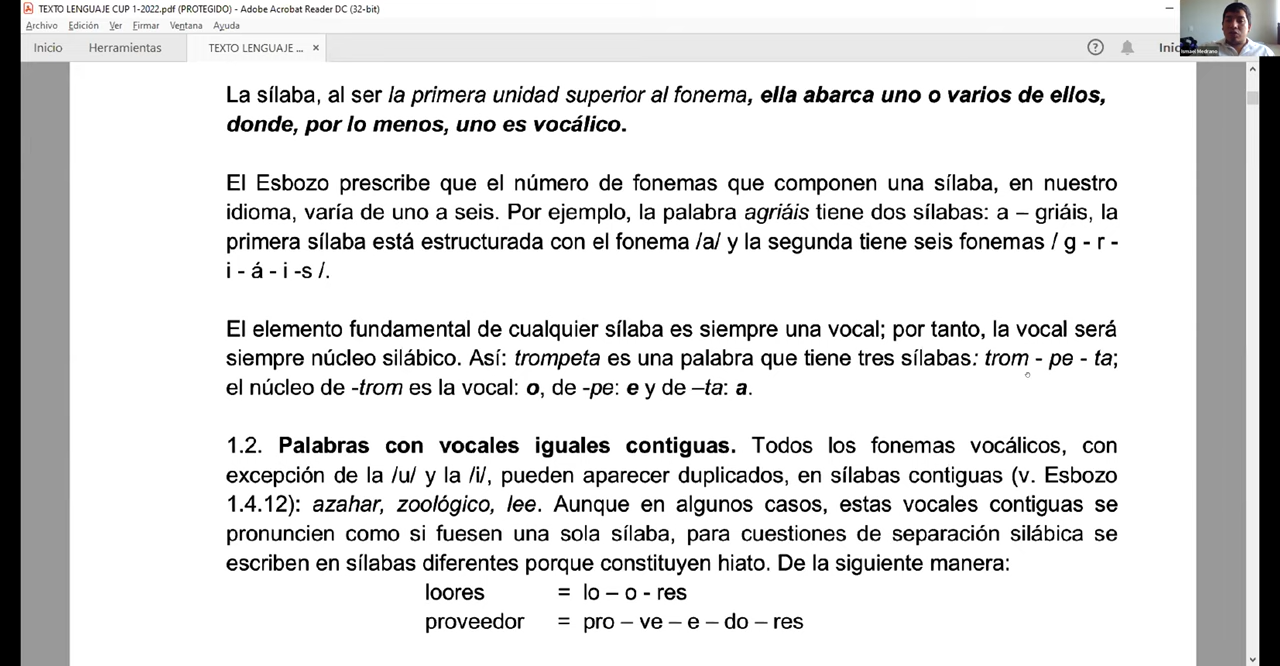 TEXTO LENGUAJE CUP 1-2022.pdf (PROTEGIDO) - Adobe Acrobat Reader DC (32-bit)
Archivo Edición Ver Firmar Ventana Ayuda
Inicio Herramientas TEXTO LENGUAJE ... × ? Inic
Ismael Medrano
La sílaba, al ser la primera unidad superior al fonema, ella abarca uno o varios de ellos,
donde, por lo menos, uno es vocálico.
El Esbozo prescribe que el número de fonemas que componen una sílaba, en nuestro
idioma, varía de uno a seis. Por ejemplo, la palabra agriáis tiene dos sílabas: a – griáis, la
primera sílaba está estructurada con el fonema /a/ y la segunda tiene seis fonemas / g - r -
i - á - i -s /.
El elemento fundamental de cualquier sílaba es siempre una vocal; por tanto, la vocal será
siempre núcleo silábico. Así: trompeta es una palabra que tiene tres sílabas: trom - pe - ta;
el núcleo de -trom es la vocal: o, de -pe: e y de –ta: a.
1.2. Palabras con vocales iguales contiguas. Todos los fonemas vocálicos, con
excepción de la /u/ y la /i/, pueden aparecer duplicados, en sílabas contiguas (v. Esbozo
1.4.12): azahar, zoológico, lee. Aunque en algunos casos, estas vocales contiguas se
pronuncien como si fuesen una sola sílaba, para cuestiones de separación silábica se
escriben en sílabas diferentes porque constituyen hiato. De la siguiente manera:
loores = lo – o - res
proveedor = pro – ve – e – do – res